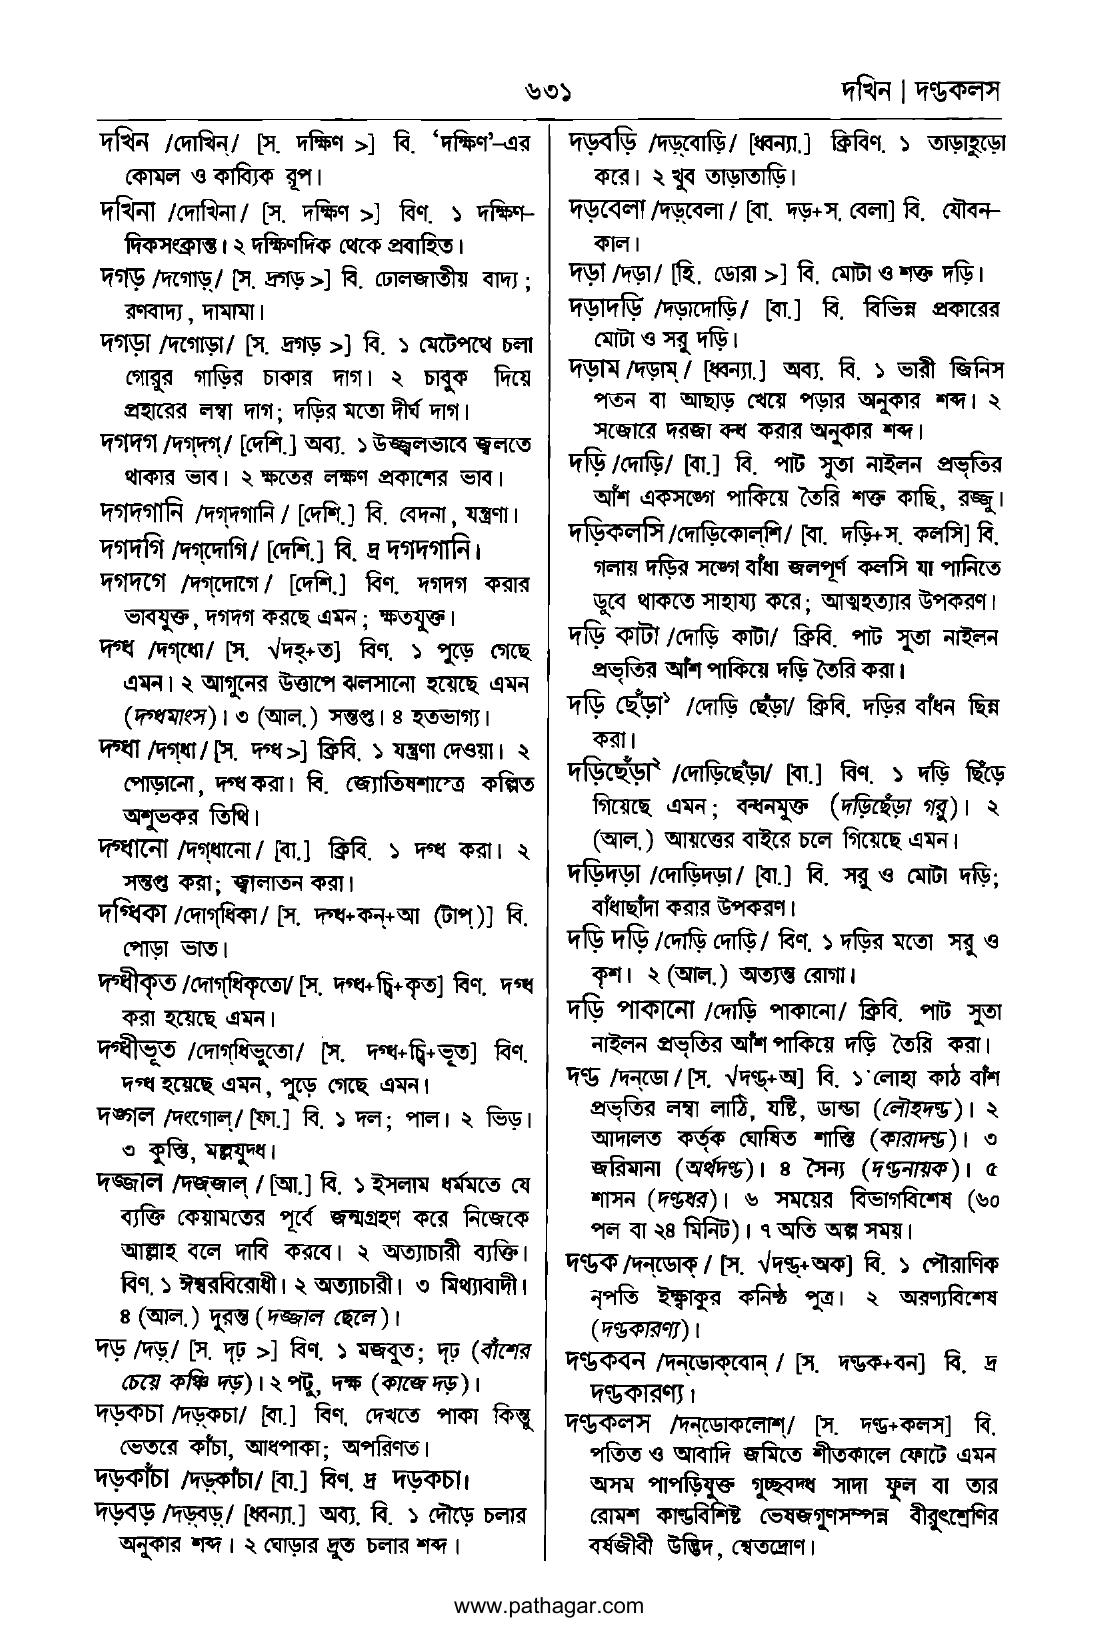 ৬৩১
দখিন | দণ্ডকলস
দখিন /দোখিন্/ [স. দক্ষিণ >] বি. ‘দক্ষিণ’–এর
কোমল ও কাব্যিক রূপ।
দখিনা /দোখিনা/ [স. দক্ষিণ >] বিণ. ১ দক্ষিণ–
দিকসংক্রান্ত। ২ দক্ষিণদিক থেকে প্রবাহিত।
দগড় /দগোড়্/ [স. দ্রগড় >] বি. ঢোলজাতীয় বাদ্য;
রণবাদ্য, দামামা।
দগড়া /দগোড়া/ [স. দ্রগড় >] বি. ১ মেটেপথে চলা
গোরুর গাড়ির চাকার দাগ। ২ চাবুক দিয়ে
প্রহারের লম্বা দাগ; দড়ির মতো দীর্ঘ দাগ।
দগদগ /দগ্‌দগ্/ [দেশি.] অব্য. ১ উজ্জ্বলভাবে জ্বলতে
থাকার ভাব। ২ ক্ষতের লক্ষণ প্রকাশের ভাব।
দগদগানি /দগ্‌দগানি/ [দেশি.] বি. বেদনা, যন্ত্রণা।
দগদগি /দগ্‌দোগি/ [দেশি.] বি. দ্র দগদগানি।
দগদগে /দগ্‌দোগে/ [দেশি.] বিণ. দগদগ করার
ভাবযুক্ত, দগদগ করছে এমন; ক্ষতযুক্ত।
দগ্ধ /দগ্‌ধো/ [স. √দহ্+ত] বিণ. ১ পুড়ে গেছে
এমন। ২ আগুনের উত্তাপে ঝলসানো হয়েছে এমন
(দগ্ধমাংস)। ৩ (আল.) সন্তপ্ত। ৪ হতভাগ্য।
দগ্ধা /দগ্‌ধা/ [স. দগ্ধ >] ক্রিবি. ১ যন্ত্রণা দেওয়া। ২
পোড়ানো, দগ্ধ করা। বি. জ্যোতিষশাস্ত্রে কল্পিত
অশুভকর তিথি।
দগ্ধানো /দগ্‌ধানো/ [বা.] ক্রিবি. ১ দগ্ধ করা। ২
সন্তপ্ত করা; জ্বালাতন করা।
দগ্ধিকা /দোগ্‌ধিকা/ [স. দগ্ধ+কন্+আ (টাপ্)] বি.
পোড়া ভাত।
দগ্ধীকৃত /দোগ্‌ধিকৃতো/ [স. দগ্ধ+চ্বি+কৃত] বিণ. দগ্ধ
করা হয়েছে এমন।
দগ্ধীভূত /দোগ্‌ধিভুতো/ [স. দগ্ধ+চ্বি+ভূত] বিণ.
দগ্ধ হয়েছে এমন, পুড়ে গেছে এমন।
দঙ্গল /দংগোল্/ [ফা.] বি. ১ দল; পাল। ২ ভিড়।
৩ কুস্তি, মল্লযুদ্ধ।
দজ্জাল /দজ্‌জাল্/ [আ.] বি. ১ ইসলাম ধর্মমতে যে
ব্যক্তি কেয়ামতের পূর্বে জন্মগ্রহণ করে নিজেকে
আল্লাহ বলে দাবি করবে। ২ অত্যাচারী ব্যক্তি।
বিণ. ১ ঈশ্বরবিরোধী। ২ অত্যাচারী। ৩ মিথ্যাবাদী।
৪ (আল.) দুরন্ত (দজ্জাল ছেলে)।
দড় /দড়্/ [স. দৃঢ় >] বিণ. ১ মজবুত; দৃঢ় (বাঁশের
চেয়ে কঞ্চি দড়)। ২ পটু, দক্ষ (কাজে দড়)।
দড়কচা /দড়্‌কচা/ [বা.] বিণ. দেখতে পাকা কিন্তু
ভেতরে কাঁচা, আধপাকা; অপরিণত।
দড়কাঁচা /দড়্‌কাঁচা/ [বা.] বিণ. দ্র দড়কচা।
দড়বড় /দড়্‌বড়্/ [ধ্বন্যা.] অব্য. বি. ১ দৌড়ে চলার
অনুকার শব্দ। ২ ঘোড়ার দ্রুত চলার শব্দ।
দড়বড়ি /দড়্‌বোড়ি/ [ধ্বন্যা.] ক্রিবিণ. ১ তাড়াহুড়ো
করে। ২ খুব তাড়াতাড়ি।
দড়বেলা /দড়্‌বেলা/ [বা. দড়+স. বেলা] বি. যৌবন–
কাল।
দড়া /দড়া/ [হি. ডোরা >] বি. মোটা ও শক্ত দড়ি।
দড়াদড়ি /দড়াদোড়ি/ [বা.] বি. বিভিন্ন প্রকারের
মোটা ও সরু দড়ি।
দড়াম /দড়াম্/ [ধ্বন্যা.] অব্য. বি. ১ ভারী জিনিস
পতন বা আছাড় খেয়ে পড়ার অনুকার শব্দ। ২
সজোরে দরজা বন্ধ করার অনুকার শব্দ।
দড়ি /দোড়ি/ [বা.] বি. পাট সুতা নাইলন প্রভৃতির
আঁশ একসঙ্গে পাকিয়ে তৈরি শক্ত কাছি, রজ্জু।
দড়িকলসি /দোড়িকোল্‌শি/ [বা. দড়ি+স. কলসি] বি.
গলায় দড়ির সঙ্গে বাঁধা জলপূর্ণ কলসি যা পানিতে
ডুবে থাকতে সাহায্য করে; আত্মহত্যার উপকরণ।
দড়ি কাটা /দোড়ি কাটা/ ক্রিবি. পাট সুতা নাইলন
প্রভৃতির আঁশ পাকিয়ে দড়ি তৈরি করা।
দড়ি ছেঁড়া১ /দোড়ি ছেঁড়া/ ক্রিবি. দড়ির বাঁধন ছিন্ন
করা।
দড়িছেঁড়া২ /দোড়িছেঁড়া/ [বা.] বিণ. ১ দড়ি ছিঁড়ে
গিয়েছে এমন; বন্ধনমুক্ত (দড়িছেঁড়া গরু)। ২
(আল.) আয়ত্তের বাইরে চলে গিয়েছে এমন।
দড়িদড়া /দোড়িদড়া/ [বা.] বি. সরু ও মোটা দড়ি;
বাঁধাছাঁদা করার উপকরণ।
দড়ি দড়ি /দোড়ি দোড়ি/ বিণ. ১ দড়ির মতো সরু ও
কৃশ। ২ (আল.) অত্যন্ত রোগা।
দড়ি পাকানো /দোড়ি পাকানো/ ক্রিবি. পাট সুতা
নাইলন প্রভৃতির আঁশ পাকিয়ে দড়ি তৈরি করা।
দণ্ড /দন্‌ডো/ [স. √দণ্ড্+অ] বি. ১ লোহা কাঠ বাঁশ
প্রভৃতির লম্বা লাঠি, যষ্টি, ডান্ডা (লৌহদন্ড)। ২
আদালত কর্তৃক ঘোষিত শাস্তি (কারাদন্ড)। ৩
জরিমানা (অর্থদণ্ড)। ৪ সৈন্য (দণ্ডনায়ক)। ৫
শাসন (দণ্ডধর)। ৬ সময়ের বিভাগবিশেষ (৬০
পল বা ২৪ মিনিট)। ৭ অতি অল্প সময়।
দণ্ডক /দন্‌ডোক্/ [স. √দণ্ড্+অক] বি. ১ পৌরাণিক
নৃপতি ইক্ষ্বাকুর কনিষ্ঠ পুত্র। ২ অরণ্যবিশেষ
(দণ্ডকারণ্য)।
দণ্ডকবন /দন্‌ডোক্‌বোন্/ [স. দণ্ডক+বন] বি. দ্র
দণ্ডকারণ্য।
দণ্ডকলস /দন্‌ডোকলোশ্/ [স. দণ্ড+কলস] বি.
পতিত ও আবাদি জমিতে শীতকালে ফোটে এমন
অসম পাপড়িযুক্ত গুচ্ছবদ্ধ সাদা ফুল বা তার
রোমশ কাণ্ডবিশিষ্ট ভেষজগুণসম্পন্ন বীরুৎশ্রেণির
বর্ষজীবী উদ্ভিদ, শ্বেতদ্রোণ।
www.pathagar.com